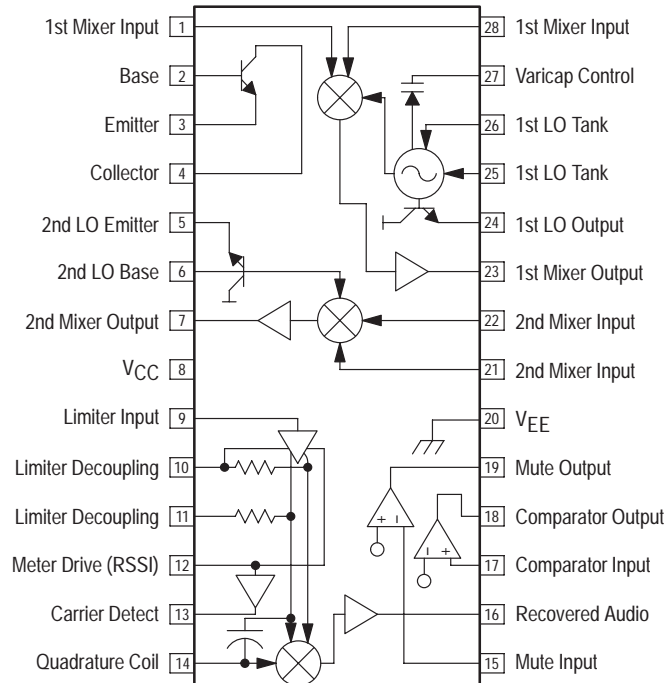 1st Mixer Input 1
Base 2
Emitter 3
Collector 4
2nd LO Emitter 5
2nd LO Base 6
2nd Mixer Output 7
VCC 8
Limiter Input 9
Limiter Decoupling 10
Limiter Decoupling 11
Meter Drive (RSSI) 12
Carrier Detect 13
Quadrature Coil 14
28 1st Mixer Input
27 Varicap Control
26 1st LO Tank
25 1st LO Tank
24 1st LO Output
23 1st Mixer Output
22 2nd Mixer Input
21 2nd Mixer Input
20 VEE
19 Mute Output
18 Comparator Output
17 Comparator Input
16 Recovered Audio
15 Mute Input
+ –
– +